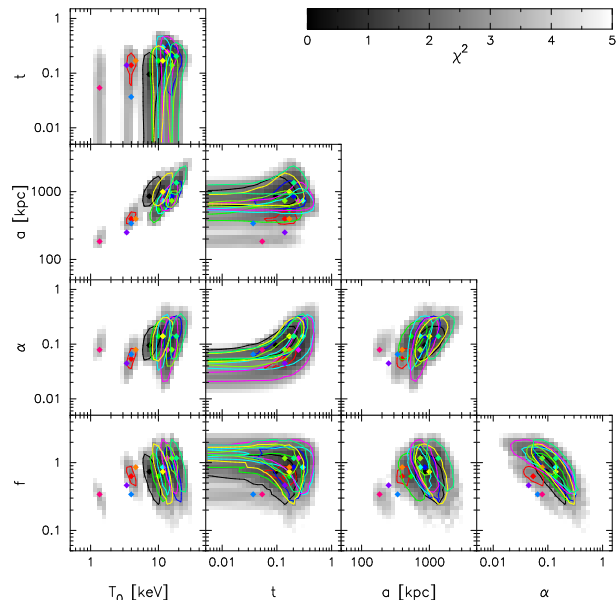 0 1 2 3 4 5
χ²
t
0.1
0.01
a [kpc]
1000
100
α
0.1
0.01
f
1
0.1
1 10
0.01 0.1 1
100 1000
0.01 0.1 1
T₀ [keV]
t
a [kpc]
α